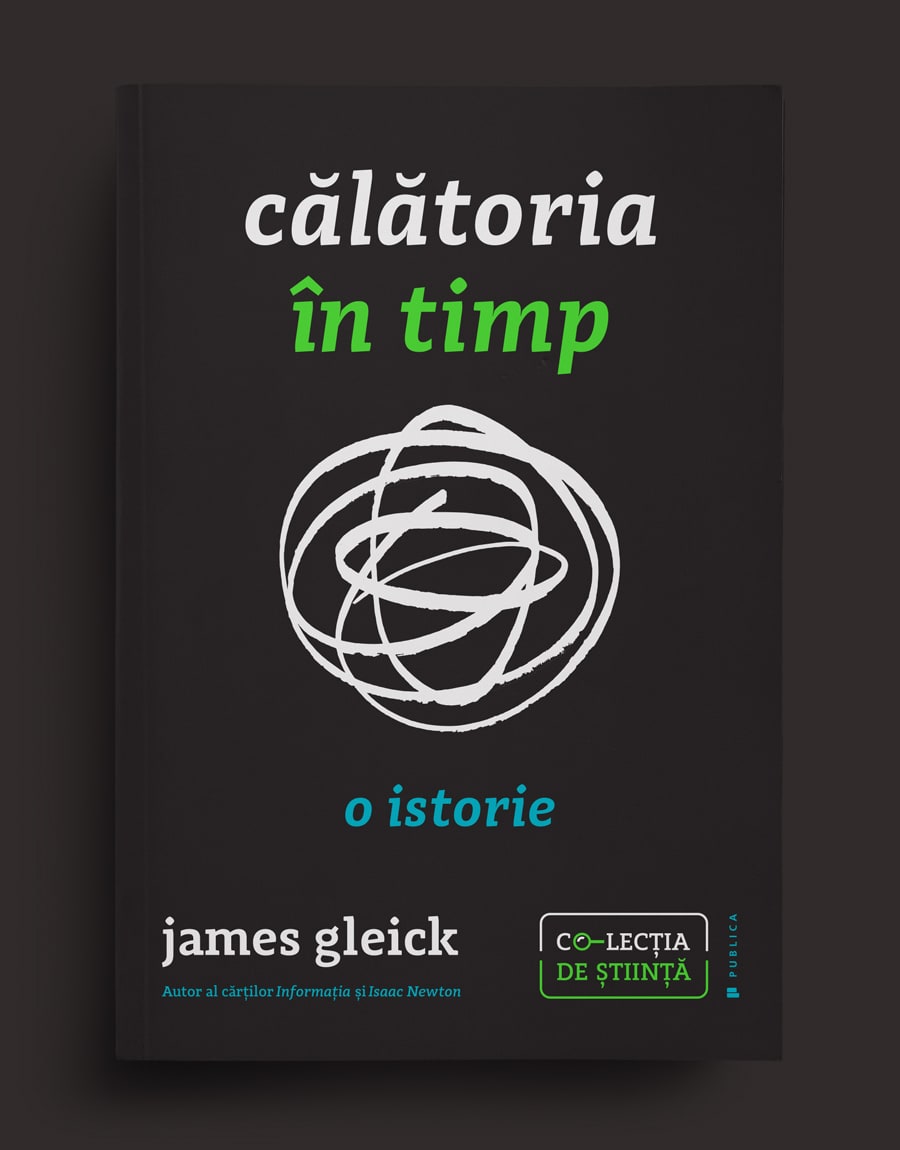 călătoria
în timp
o istorie
james gleick
Autor al cărților Informația și Isaac Newton
COLECȚIA
DE ȘTIINȚĂ
PUBLICA